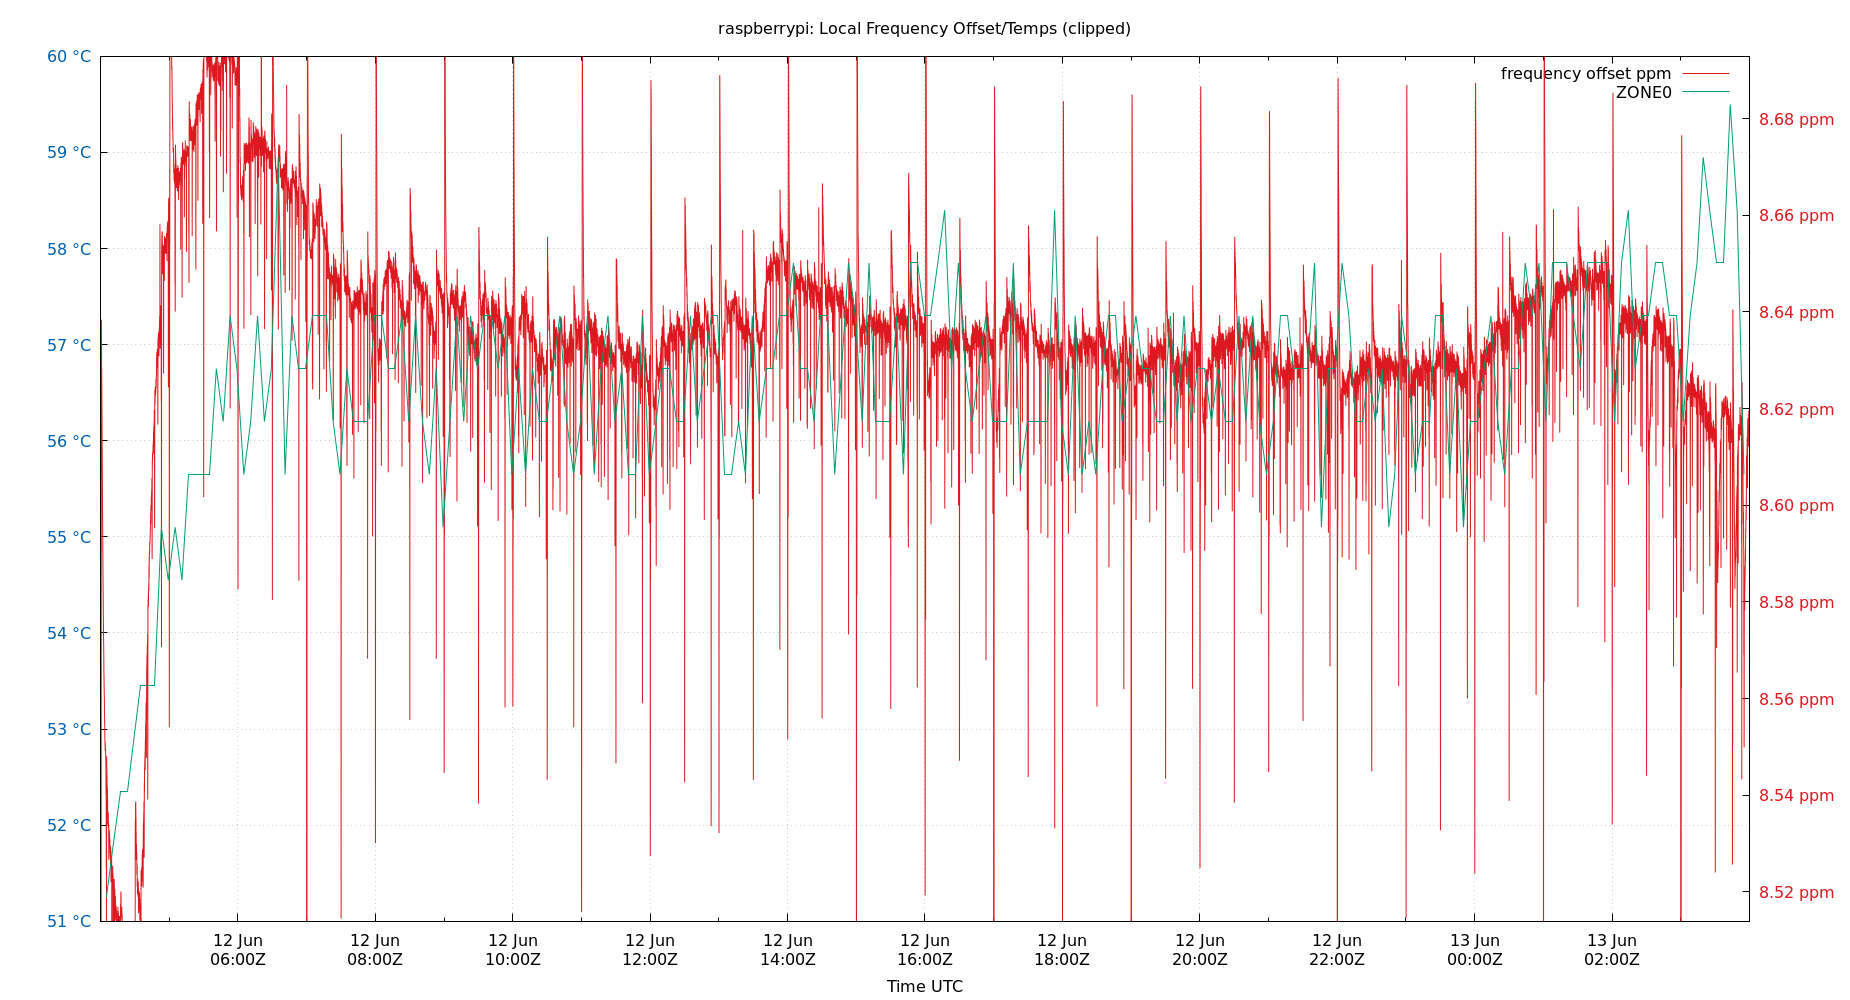 raspberrypi: Local Frequency Offset/Temps (clipped)
frequency offset ppm
ZONE0
60 °C
59 °C
58 °C
57 °C
56 °C
55 °C
54 °C
53 °C
52 °C
51 °C
8.68 ppm
8.66 ppm
8.64 ppm
8.62 ppm
8.60 ppm
8.58 ppm
8.56 ppm
8.54 ppm
8.52 ppm
12 Jun 12 Jun 12 Jun 12 Jun 12 Jun 12 Jun 12 Jun 12 Jun 12 Jun 13 Jun 13 Jun
06:00Z 08:00Z 10:00Z 12:00Z 14:00Z 16:00Z 18:00Z 20:00Z 22:00Z 00:00Z 02:00Z
Time UTC